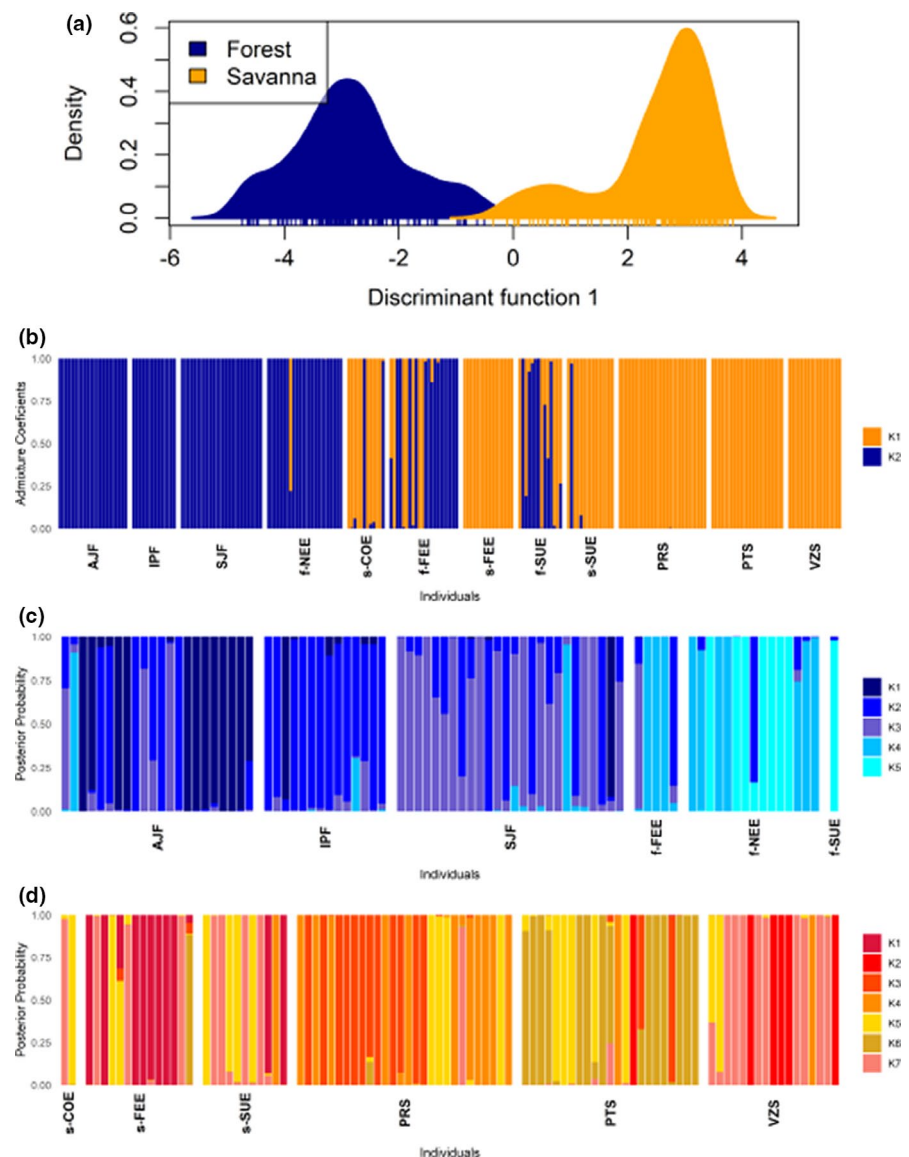 (a)
Forest
Savanna
Density
0.6
0.4
0.2
0.0
-6 -4 -2 0 2 4
Discriminant function 1
(b)
Admixture Coeficients
1.00
0.75
0.50
0.25
0.00
K1
K2
AJF IPF SJF f-NEE s-COE f-FEE s-FEE f-SUE s-SUE PRS PTS VZS
Individuals
(c)
Posterior Probability
1.00
0.75
0.50
0.25
0.00
K1
K2
K3
K4
K5
AJF IPF SJF f-FEE f-NEE f-SUE
Individuals
(d)
Posterior Probability
1.00
0.75
0.50
0.25
0.00
K1
K2
K3
K4
K5
K6
K7
s-COE s-FEE s-SUE PRS PTS VZS
Individuals